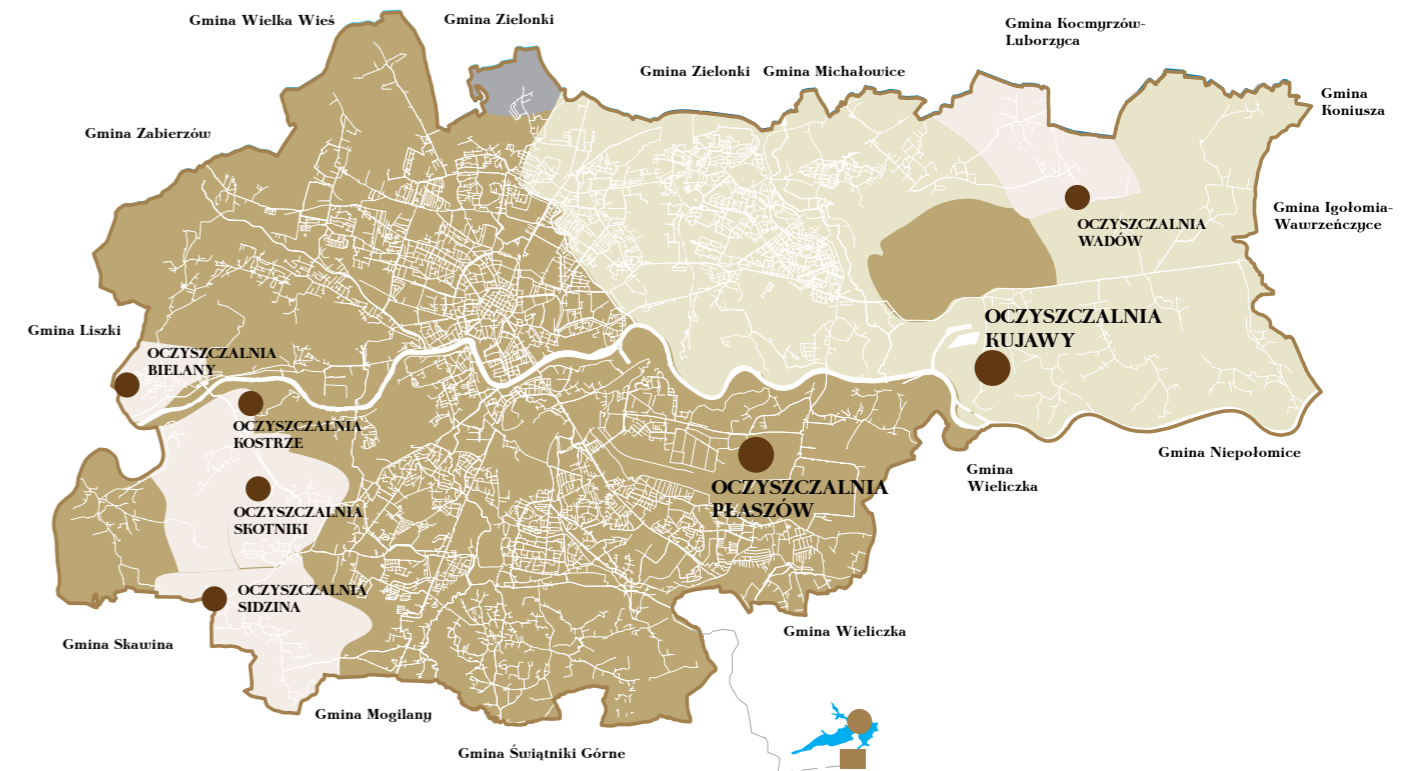 Gmina Wielka Wieś
Gmina Zielonki
Gmina Kocmyrzów-
Luborzyca
Gmina Zielonki
Gmina Michałowice
Gmina
Koniusza
Gmina Zabierzów
Gmina Igołomia-
Wawrzeńczyce
OCZYSZCZALNIA
WADÓW
OCZYSZCZALNIA
KUJAWY
Gmina Liszki
OCZYSZCZALNIA
BIELANY
OCZYSZCZALNIA
KOSTRZE
Gmina Niepołomice
Gmina
Wieliczka
OCZYSZCZALNIA
PŁASZÓW
OCZYSZCZALNIA
SKOTNIKI
OCZYSZCZALNIA
SIDZINA
Gmina Wieliczka
Gmina Skawina
Gmina Mogilany
Gmina Świątniki Górne